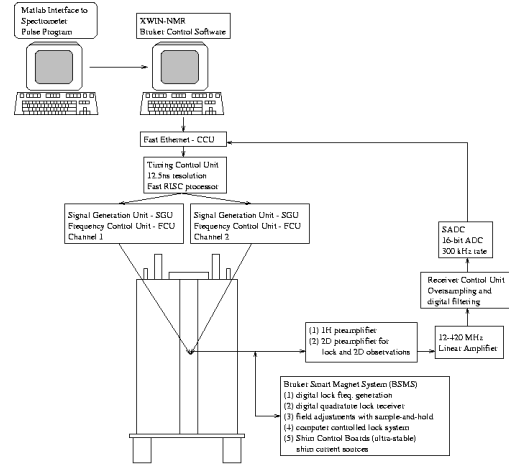 Matlab Interface to
Spectrometer
Pulse Program
XWIN-NMR
Bruker Control Software
Fast Ethernet - CCU
Timing Control Unit
12.5ns resolution
Fast RISC processor
Signal Generation Unit - SGU
Frequency Control Unit - FCU
Channel 1
Signal Generation Unit - SGU
Frequency Control Unit - FCU
Channel 2
SADC
16-bit ADC
300 kHz rate
Receiver Control Unit
Oversampling and
digital filtering
(1) 1H preamplifier
(2) 2D preamplifier for
lock and 2D observations
12-420 MHz
Linear Amplifier
Bruker Smart Magnet System (BSMS)
(1) digital lock freq. generation
(2) digital quadrature lock receiver
(3) field adjustments with sample-and-hold
(4) computer controlled lock system
(5) Shim Control Boards (ultra-stable)
shim current sources